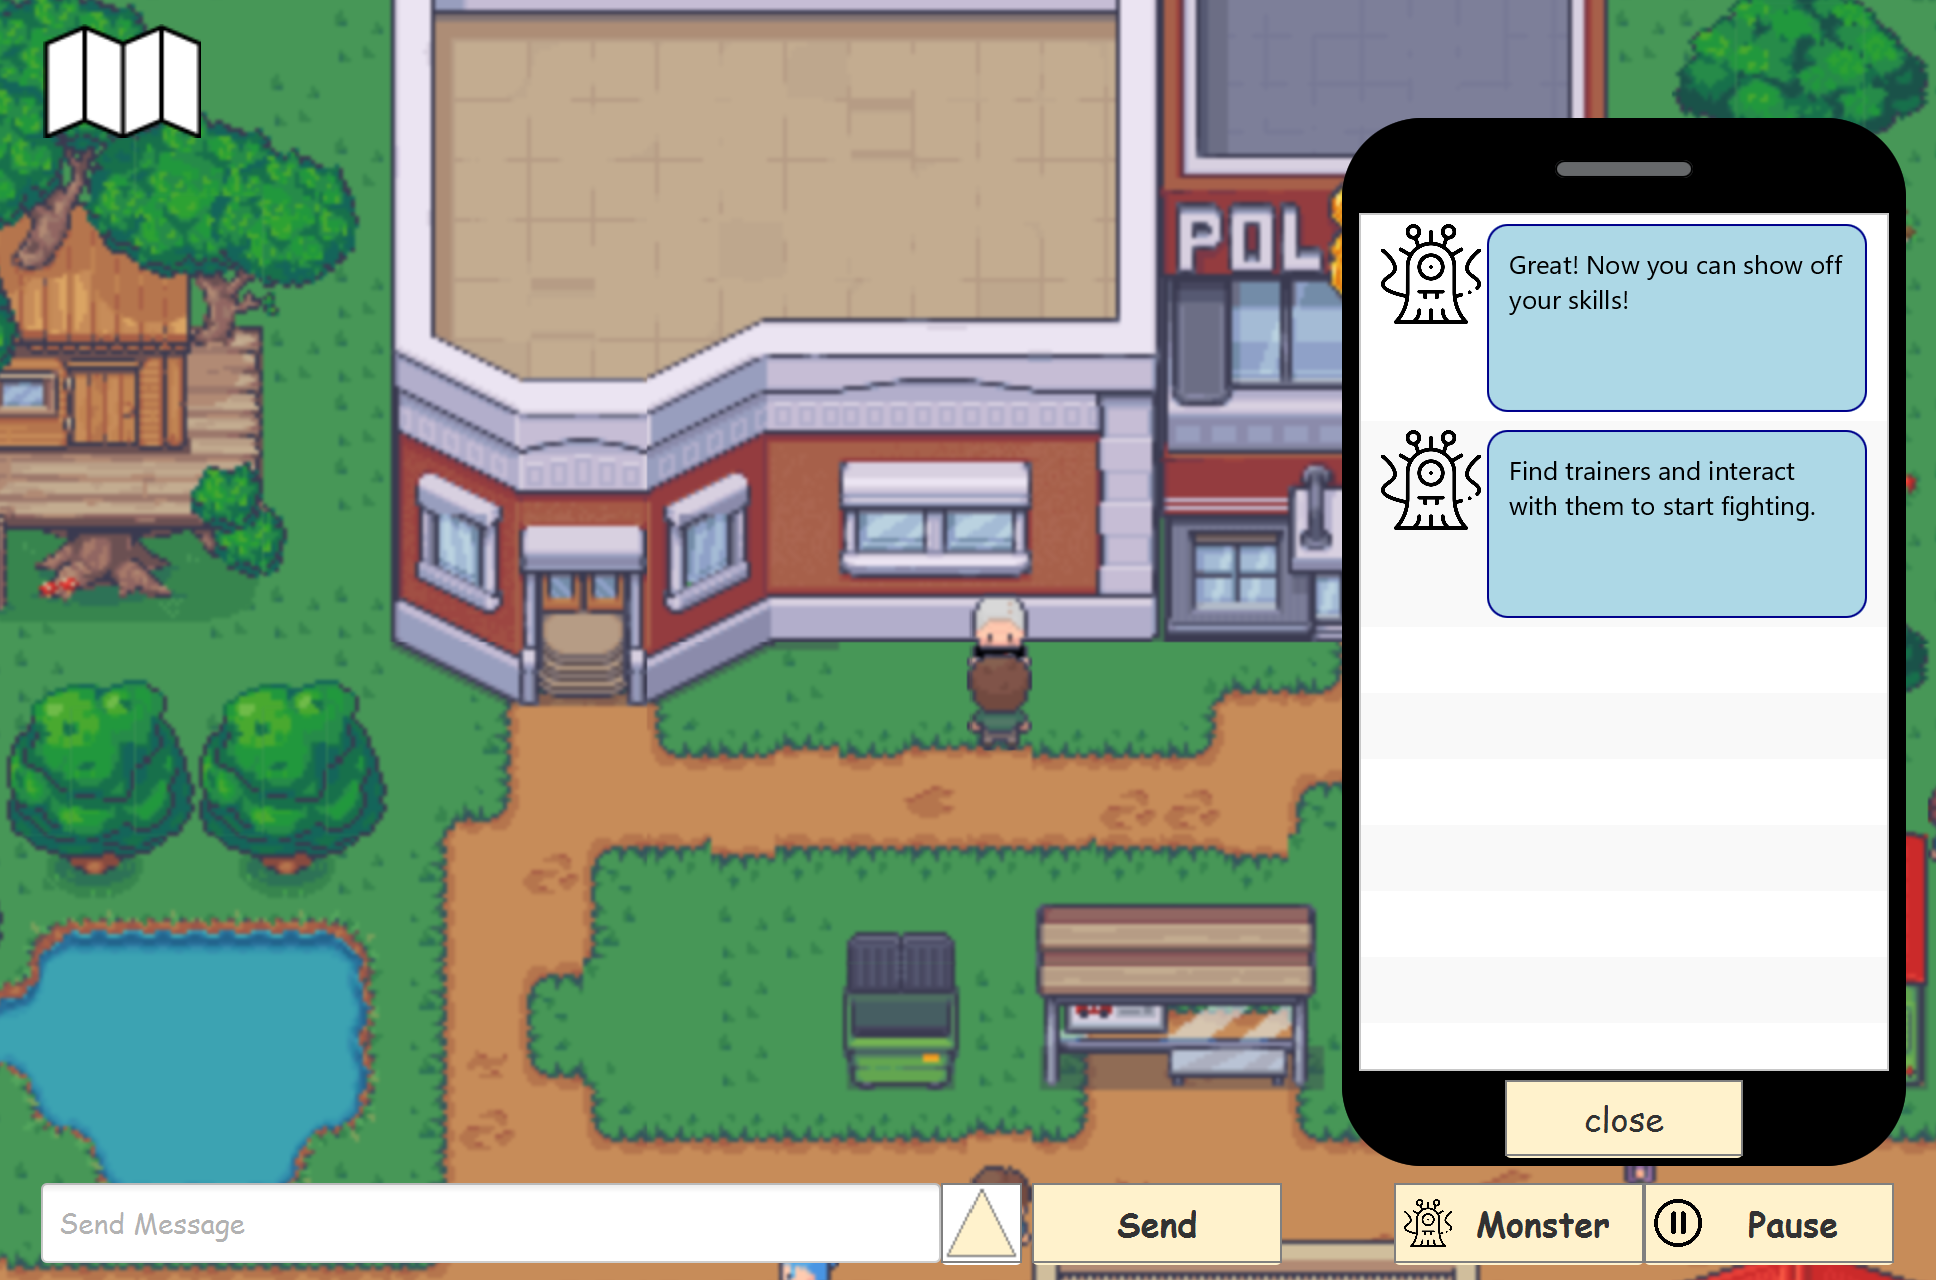 POL
Great! Now you can show off
your skills!
Find trainers and interact
with them to start fighting.
close
Send Message
Send
Monster
Pause